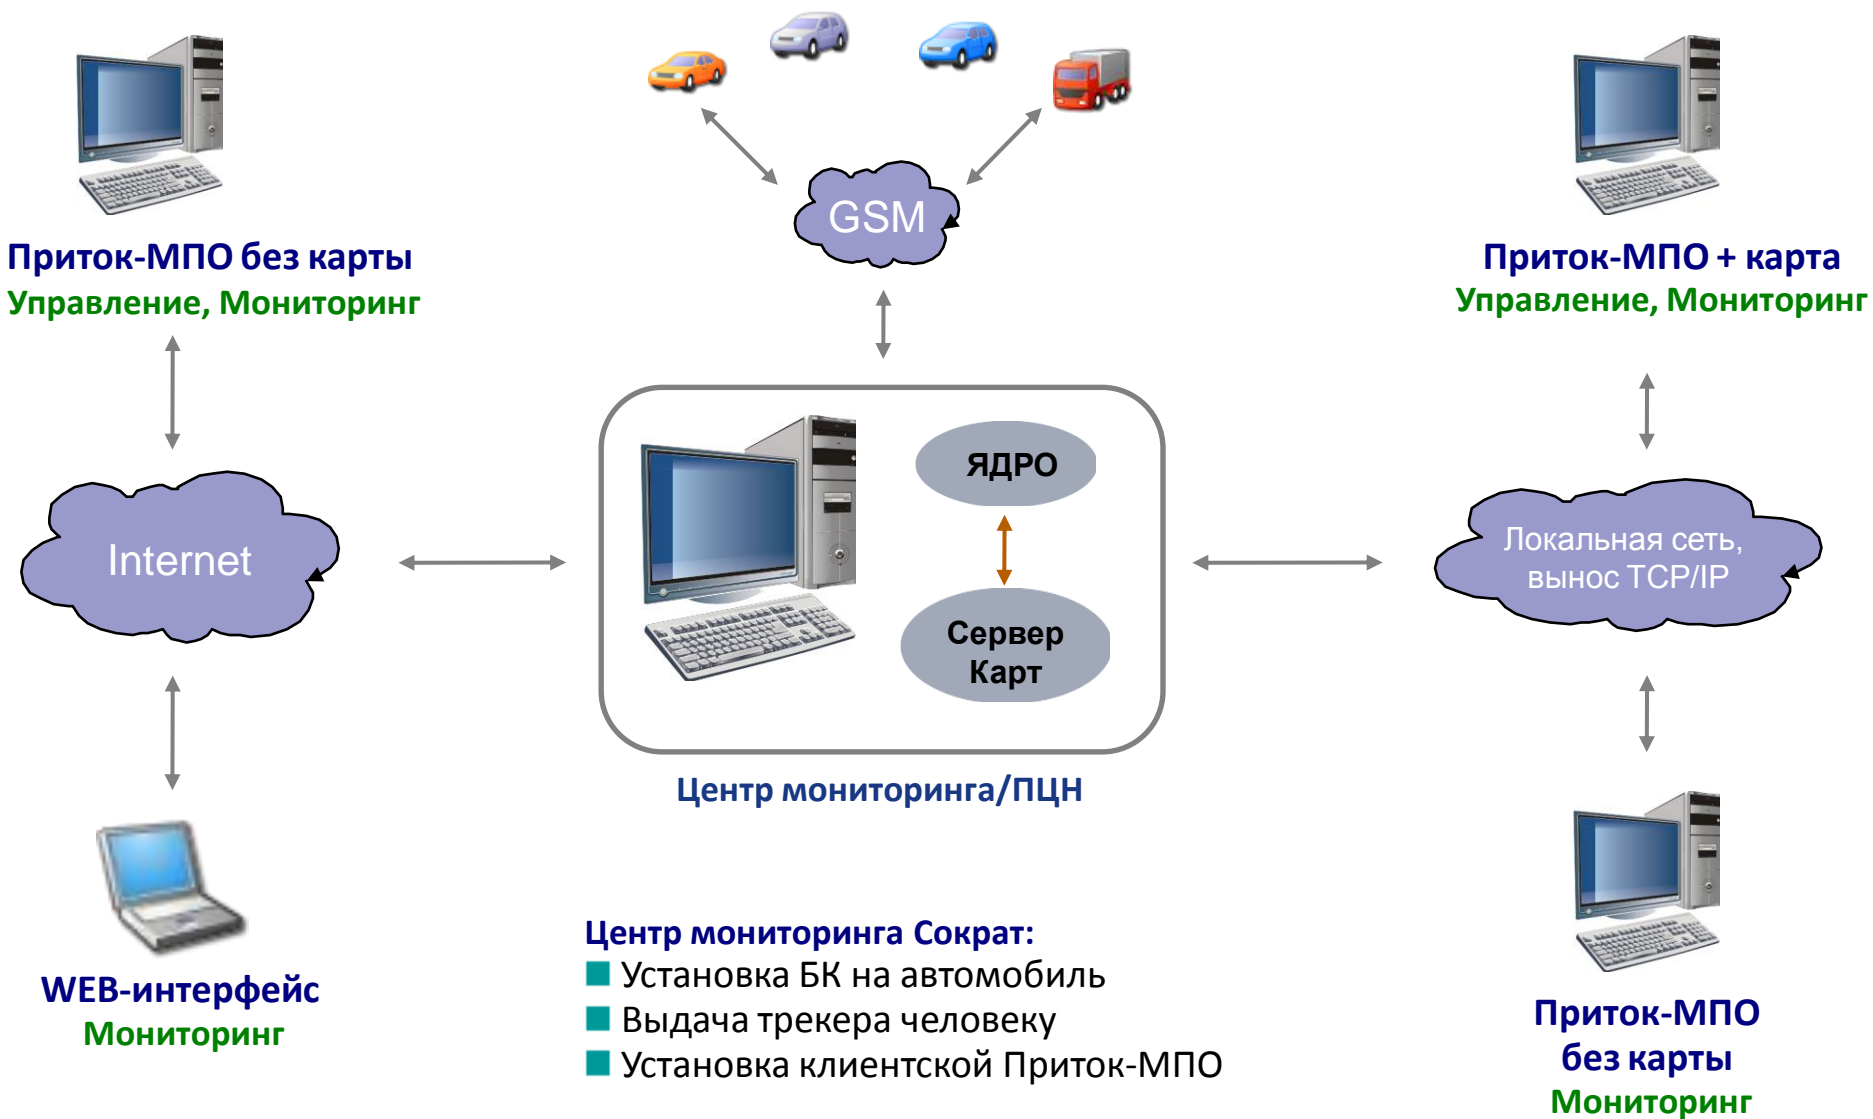 GSM
Приток-МПО без карты
Управление, Мониторинг
Приток-МПО + карта
Управление, Мониторинг
Internet
ЯДРО
Сервер
Карт
Локальная сеть,
вынос TCP/IP
Центр мониторинга/ПЦН
WEB-интерфейс
Мониторинг
Центр мониторинга Сократ:
Установка БК на автомобиль
Выдача трекера человеку
Установка клиентской Приток-МПО
Приток-МПО
без карты
Мониторинг